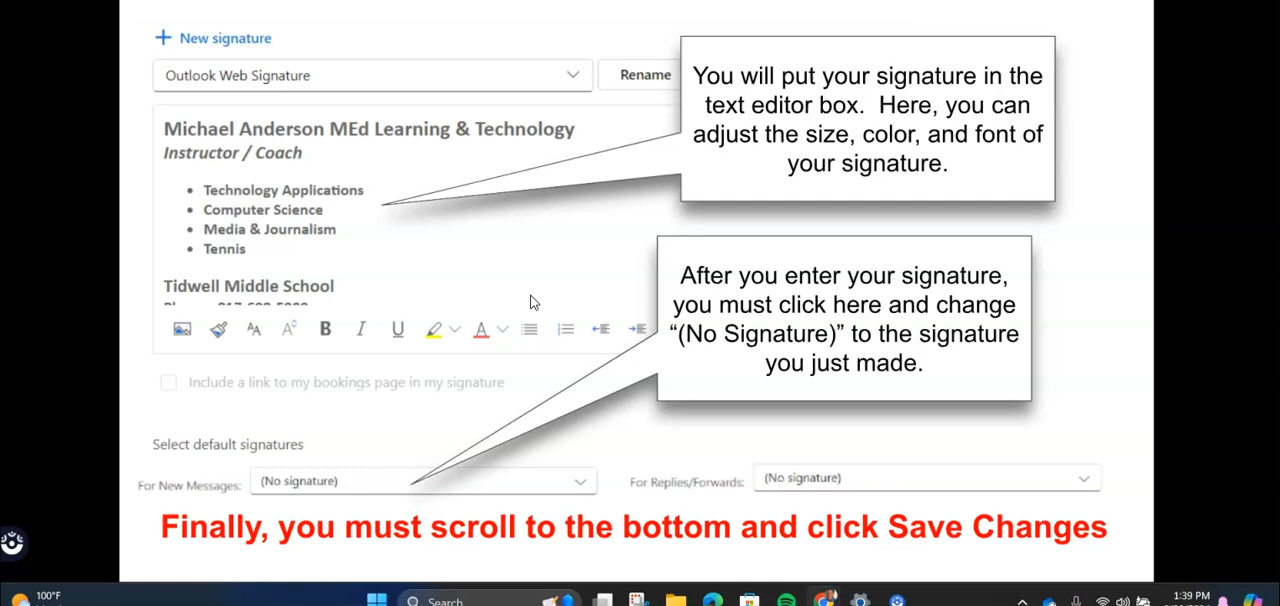 New signature
Outlook Web Signature
Rename
You will put your signature in the
text editor box. Here, you can
adjust the size, color, and font of
your signature.
Michael Anderson MEd Learning & Technology
Instructor / Coach
• Technology Applications
• Computer Science
• Media & Journalism
• Tennis
Tidwell Middle School
After you enter your signature,
you must click here and change
“(No Signature)” to the signature
you just made.
Include a link to my bookings page in my signature
Select default signatures
For New Messages:
(No signature)
For Replies/Forwards:
(No signature)
Finally, you must scroll to the bottom and click Save Changes
100°F
Search
1:39 PM